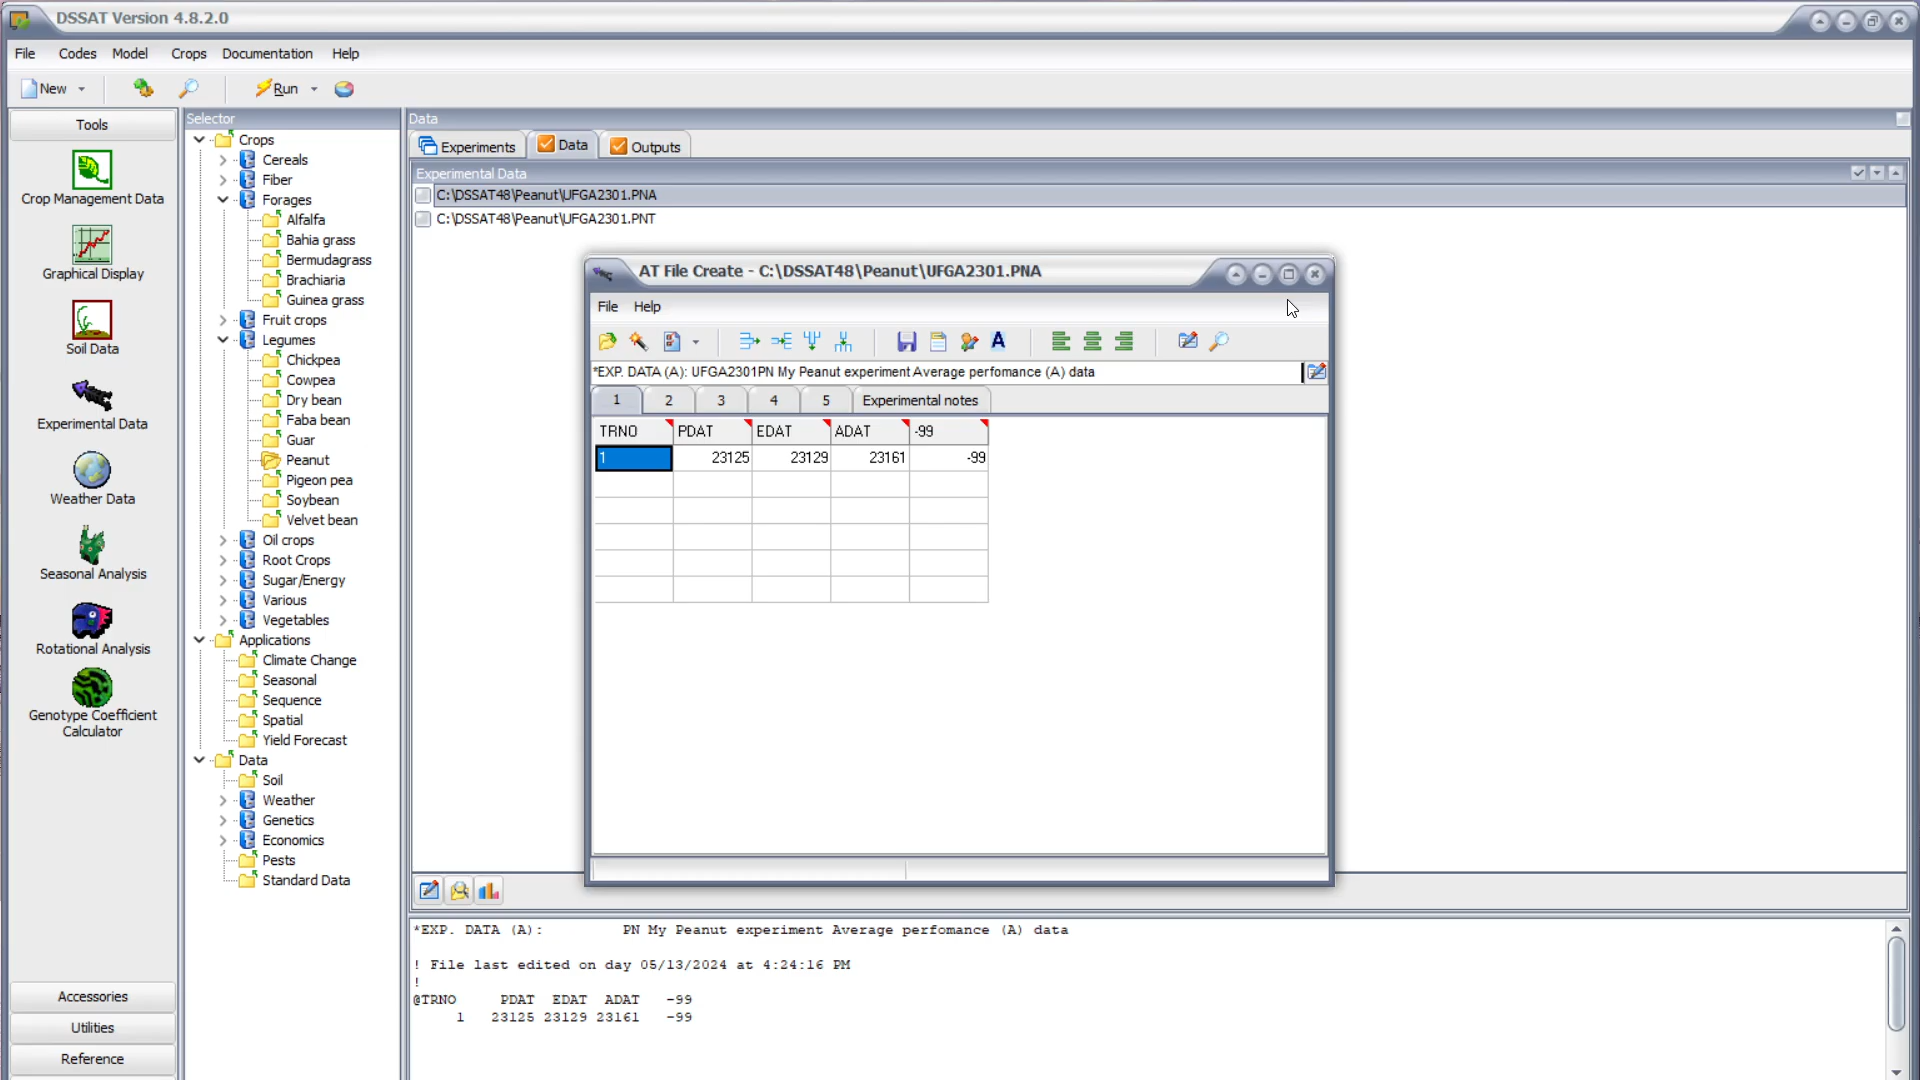 DSSAT Version 4.8.2.0
File Codes Model Crops Documentation Help
New Run
Tools
Crop Management Data
Graphical Display
Soil Data
Experimental Data
Weather Data
Seasonal Analysis
Rotational Analysis
Genotype Coefficient
Calculator
Accessories
Utilities
Reference
Selector
Crops
Cereals
Fiber
Forages
Alfalfa
Bahia grass
Bermudagrass
Brachiaria
Guinea grass
Fruit crops
Legumes
Chickpea
Cowpea
Dry bean
Faba bean
Guar
Peanut
Pigeon pea
Soybean
Velvet bean
Oil crops
Root Crops
Sugar/Energy
Various
Vegetables
Applications
Climate Change
Seasonal
Sequence
Spatial
Yield Forecast
Data
Soil
Weather
Genetics
Economics
Pests
Standard Data
Data
Experiments Data Outputs
Experimental Data
C:\DSSAT48\Peanut\UFGA2301.PNA
C:\DSSAT48\Peanut\UFGA2301.PNT
AT File Create - C:\DSSAT48\Peanut\UFGA2301.PNA
File Help
A
*EXP. DATA (A): UFGA2301PN My Peanut experiment Average perfomance (A) data
1 2 3 4 5 Experimental notes
TRNO PDAT EDAT ADAT -99
1 23125 23129 23161 -99
*EXP. DATA (A): PN My Peanut experiment Average perfomance (A) data
! File last edited on day 05/13/2024 at 4:24:16 PM
!
@TRNO PDAT EDAT ADAT -99
1 23125 23129 23161 -99